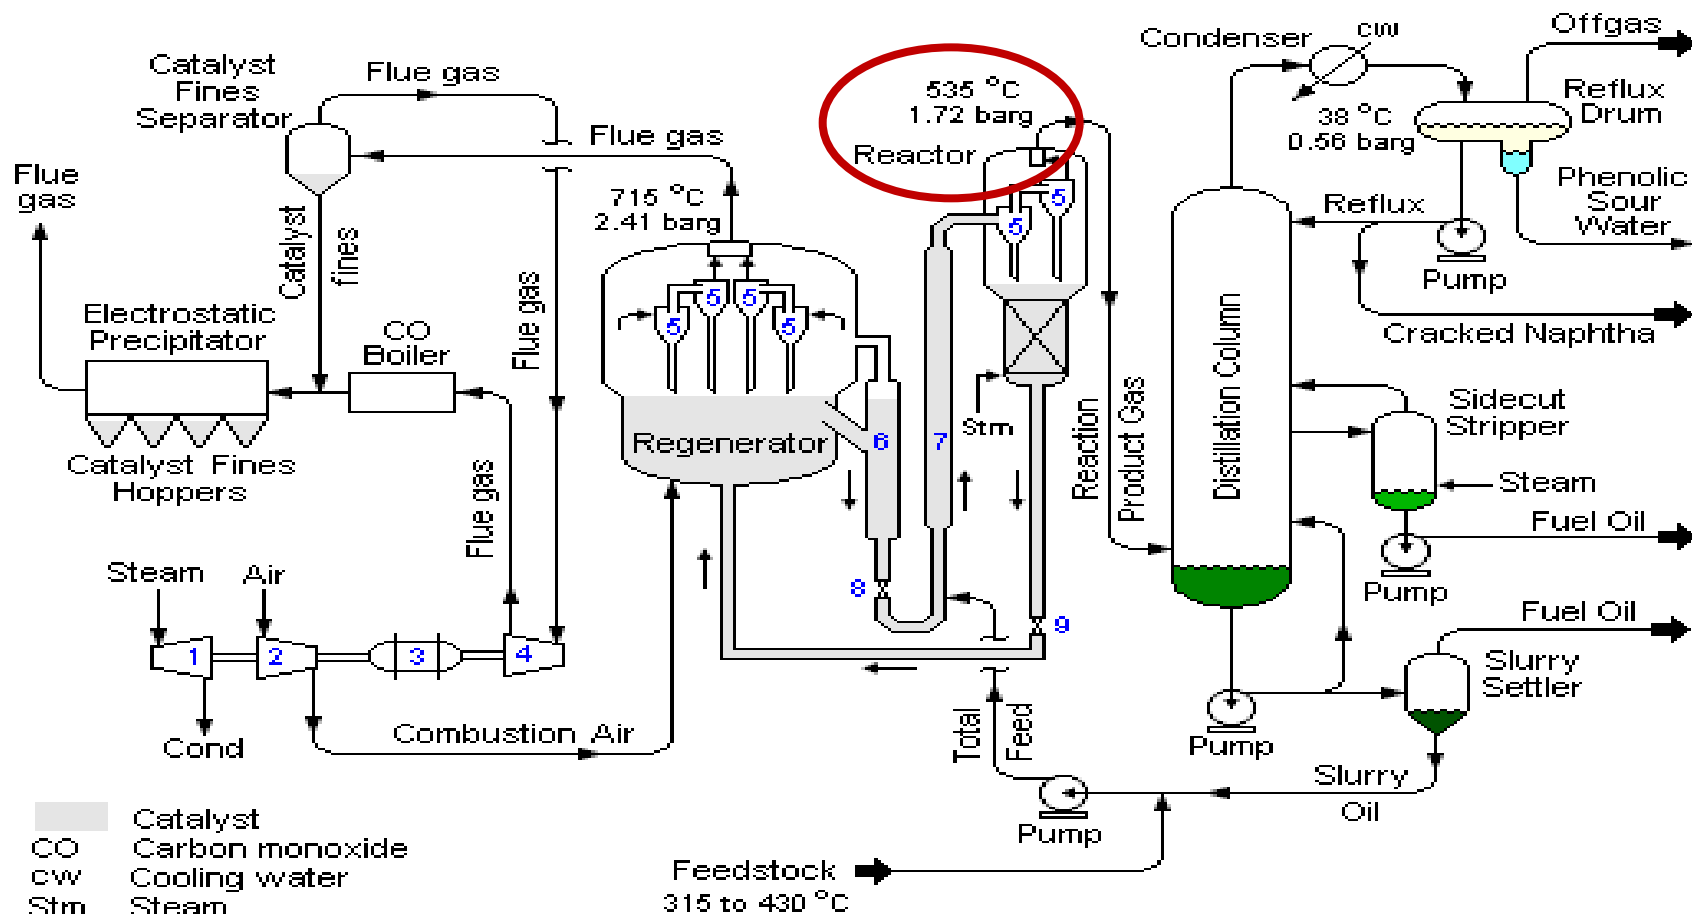 Catalyst
Fines
Separator
Flue gas
Flue gas
535 °C
1.72 barg
Reactor
Condenser
cw
Offgas
Reflux
Drum
38 °C
0.56 barg
Phenolic
Sour
Water
Reflux
Pump
Cracked Naphtha
Flue
gas
Catalyst
fines
715 °C
2.41 barg
5
5
5
5
5
5
Flue gas
Electrostatic
Precipitator
CO
Boiler
Catalyst Fines
Hoppers
Regenerator
6
7
Stm
Reaction
Product Gas
Distillation Column
Sidecut
Stripper
Steam
Fuel Oil
Pump
Flue gas
Steam
Air
1
2
3
4
8
9
Cond
Combustion Air
Total
Feed
Pump
Fuel Oil
Slurry
Settler
Pump
Slurry
Oil
Feedstock
315 to 430 °C
Catalyst
CO Carbon monoxide
CW Cooling water
Stm Steam